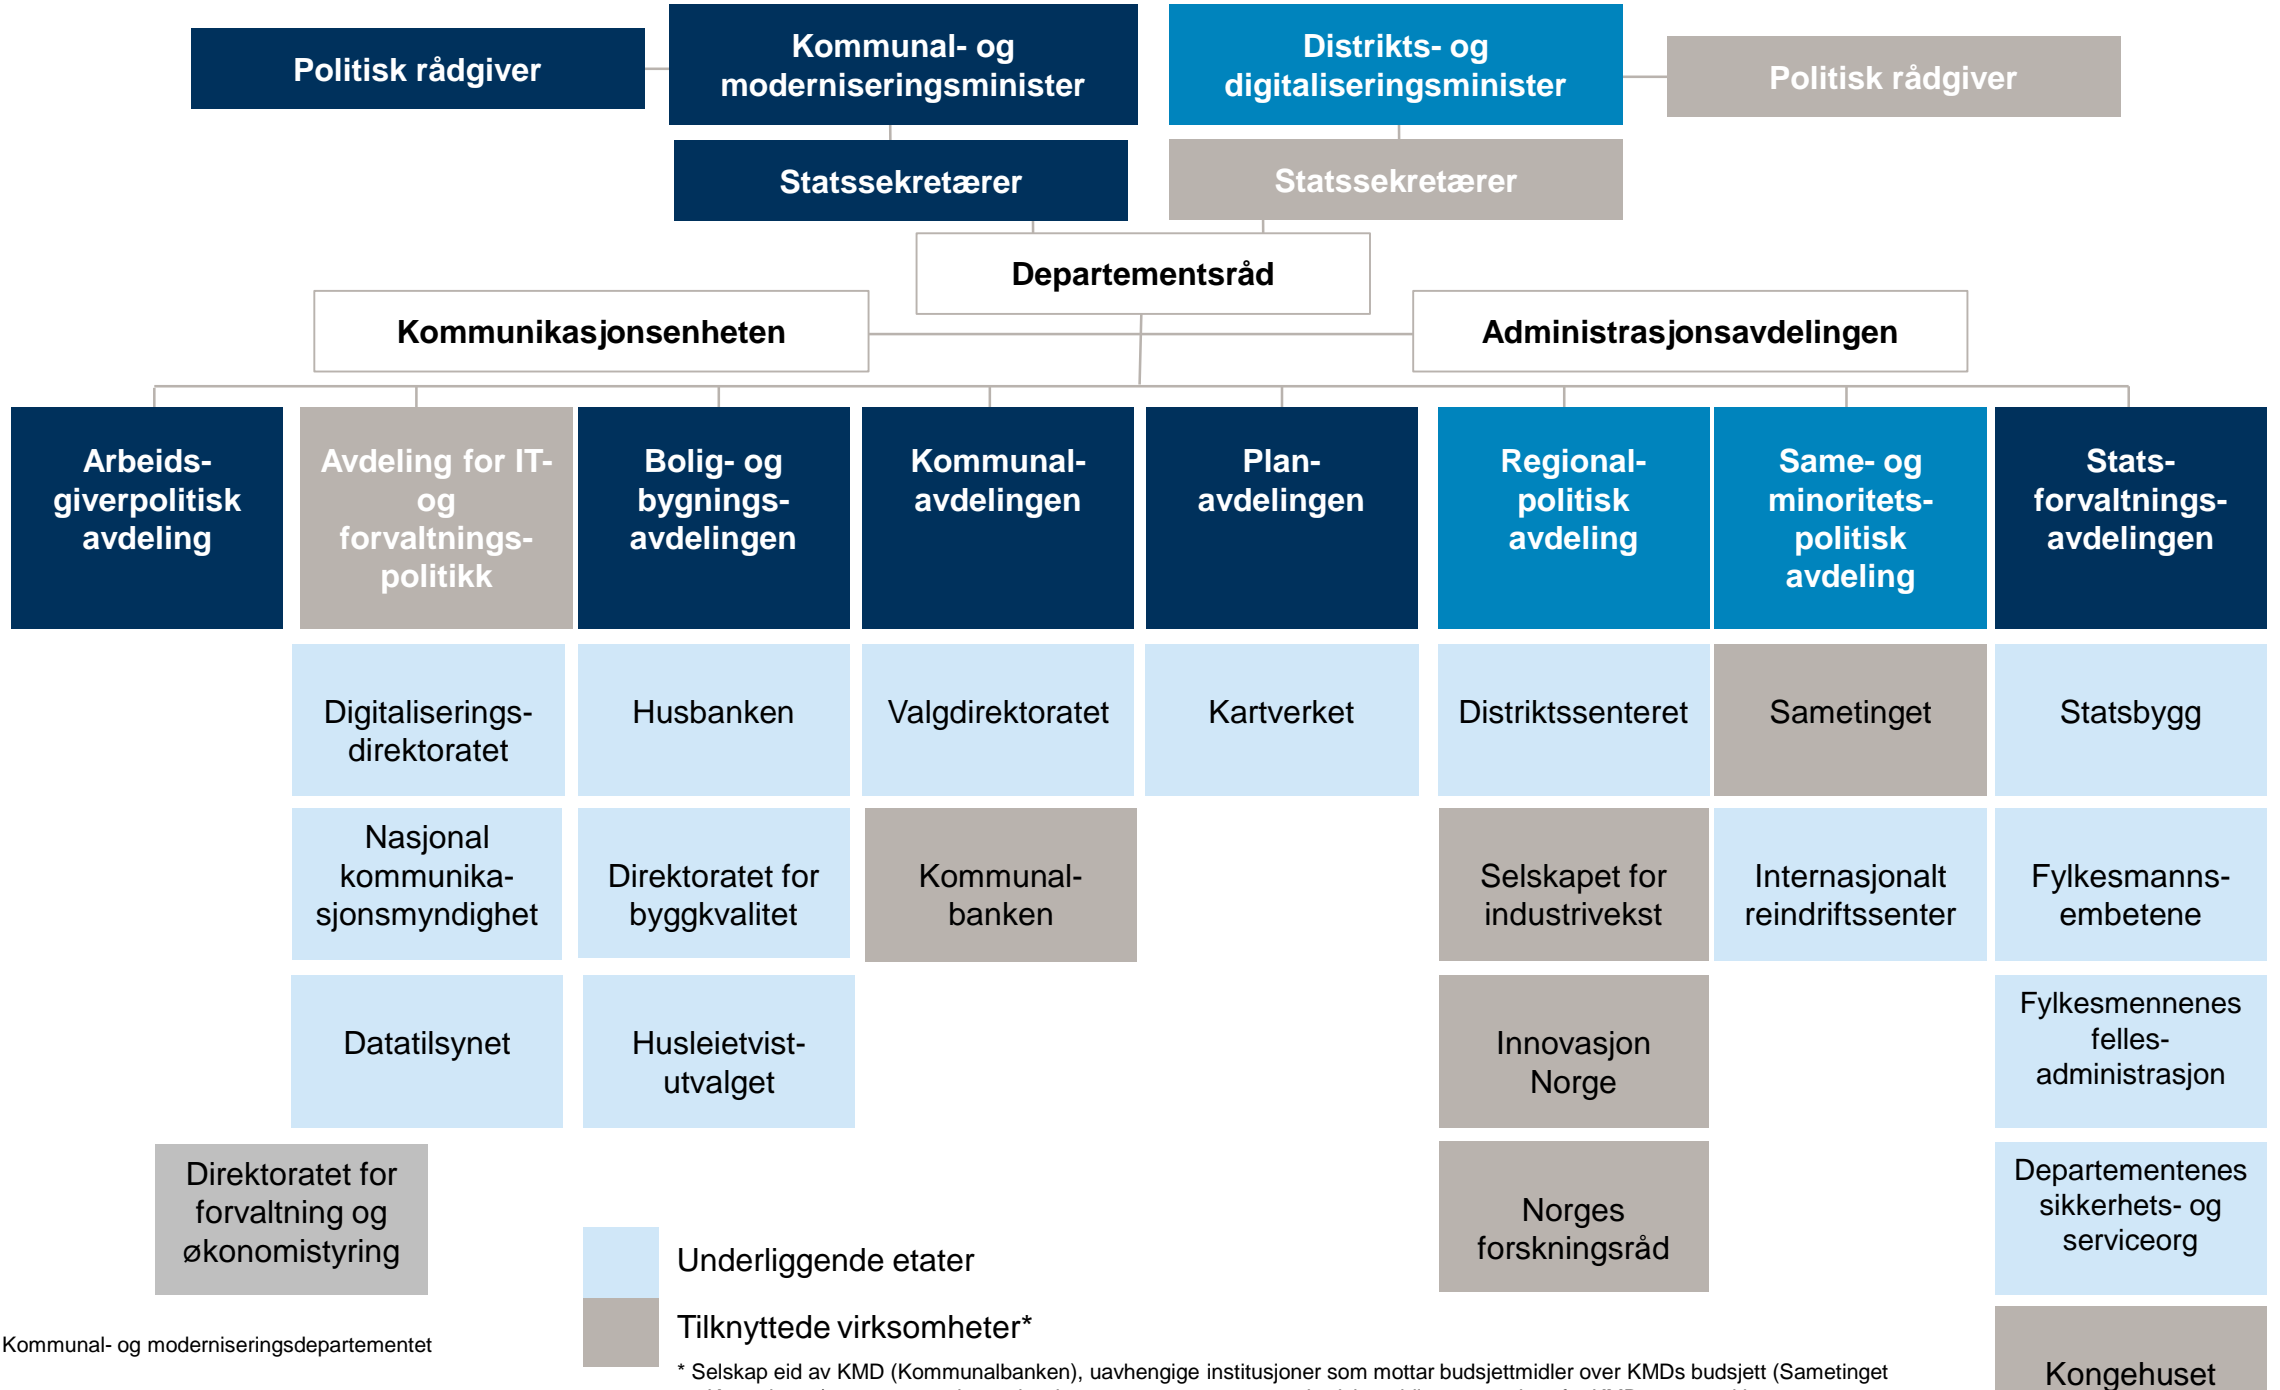 Politisk rådgiver
Kommunal- og
moderniseringsminister
Distrikts- og
digitaliseringsminister
Politisk rådgiver
Statssekretærer
Statssekretærer
Departementsråd
Kommunikasjonsenheten
Administrasjonsavdelingen
Arbeids-
giverpolitisk
avdeling
Avdeling for IT-
og
forvaltnings-
politikk
Bolig- og
bygnings-
avdelingen
Kommunal-
avdelingen
Plan-
avdelingen
Regional-
politisk
avdeling
Same- og
minoritets-
politisk
avdeling
Stats-
forvaltnings-
avdelingen
Digitaliserings-
direktoratet
Husbanken
Valgdirektoratet
Kartverket
Distriktssenteret
Sametinget
Statsbygg
Nasjonal
kommunika-
sjonsmyndighet
Direktoratet for
byggkvalitet
Kommunal-
banken
Selskapet for
industrivekst
Internasjonalt
reindriftssenter
Fylkesmanns-
embetene
Datatilsynet
Husleietvist-
utvalget
Innovasjon
Norge
Fylkesmennenes
felles-
administrasjon
Direktoratet for
forvaltning og
økonomistyring
Norges
forskningsråd
Departementenes
sikkerhets- og
serviceorg
Underliggende etater
Tilknyttede virksomheter*
Kommunal- og moderniseringsdepartementet
* Selskap eid av KMD (Kommunalbanken), uavhengige institusjoner som mottar budsjettmidler over KMDs budsjett (Sametinget
Kongehuset